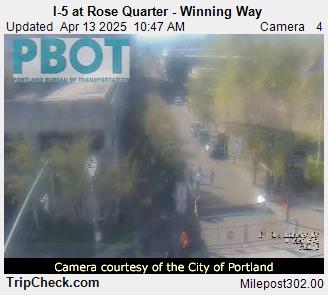 I-5 at Rose Quarter - Winning Way
Updated Apr 13 2025 10:47 AM Camera 4
PBOT
PORTLAND BUREAU OF TRANSPORTATION
Camera courtesy of the City of Portland
TripCheck.com Milepost302.00